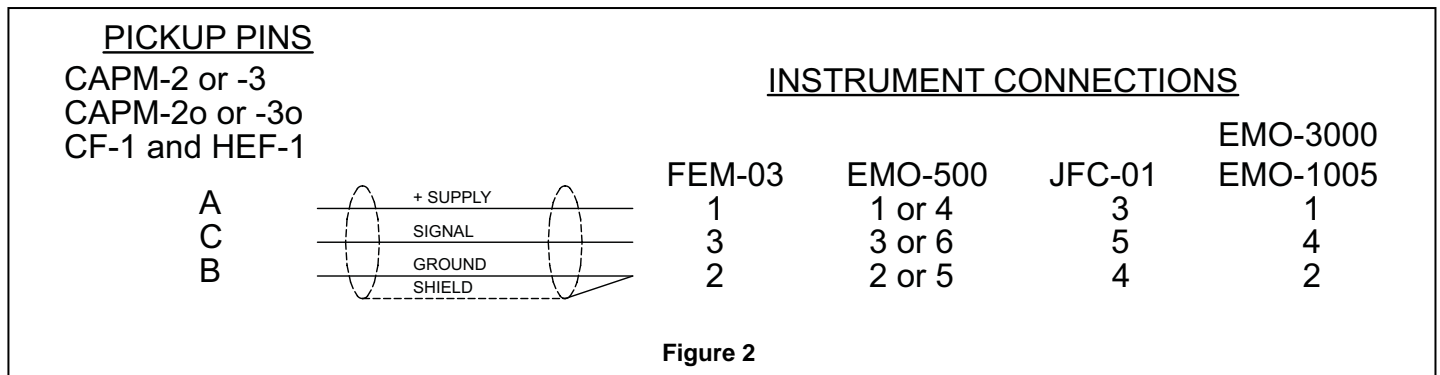 PICKUP PINS
CAPM-2 or -3
CAPM-2o or -3o
CF-1 and HEF-1
INSTRUMENT CONNECTIONS
EMO-3000
FEM-03 EMO-500 JFC-01 EMO-1005
A + SUPPLY 1 1 or 4 3 1
C SIGNAL 3 3 or 6 5 4
B GROUND 2 2 or 5 4 2
SHIELD
Figure 2